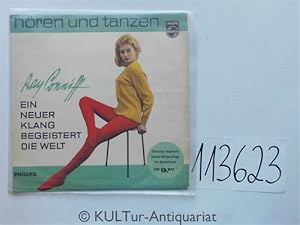 hören und tanzen
PHILIPS
Ray Conniff
EIN
NEUER
KLANG
BEGEISTERT
DIE WELT
PHILIPS
113623
© KULTur-Antiquariat